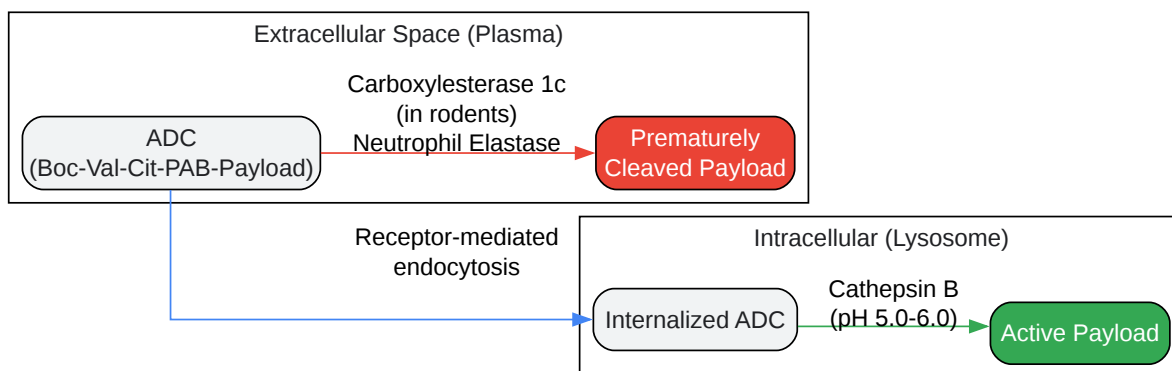 Extracellular Space (Plasma)
Carboxylesterase 1c
(in rodents)
Neutrophil Elastase
ADC
(Boc-Val-Cit-PAB-Payload)
Prematurely
Cleaved Payload
Receptor-mediated
endocytosis
Intracellular (Lysosome)
Internalized ADC
Cathepsin B
(pH 5.0-6.0)
Active Payload